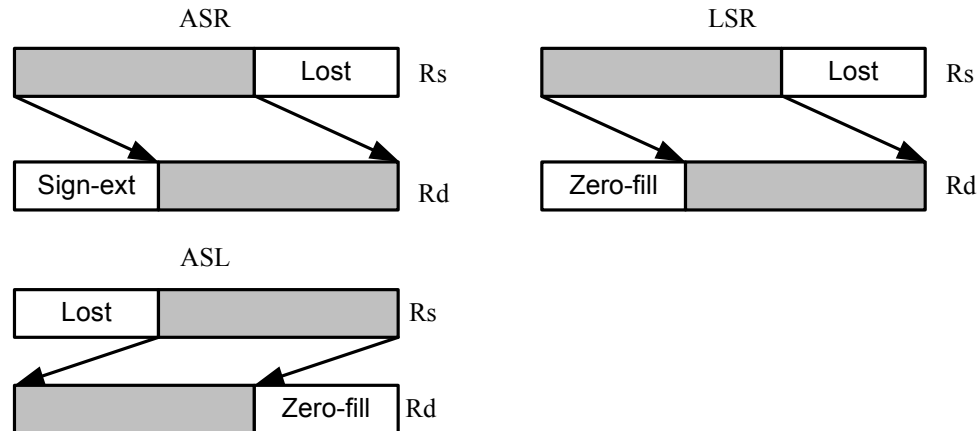 ASR
Lost Rs
Sign-ext Rd
LSR
Lost Rs
Zero-fill Rd
ASL
Lost Rs
Zero-fill Rd